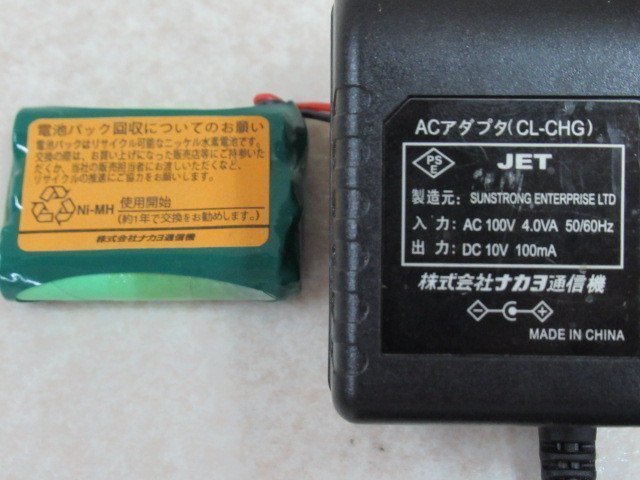 電池パック回収についてのお願い
電池パックはリサイクル可能なニッケル水素電池です。
交換の際は、お買い上げになった販売店等にご持参い
ただくか、当社の販売担当者にお渡しいただくなど、
リサイクルの推進にご協力をお願いします。
Ni-MH
使用開始
(約1年で交換をお勧めします。)
株式会社ナカヨ通信機
ACアダプタ(CL-CHG)
PS
E
JET
製造元: SUNSTRONG ENTERPRISE LTD
入 力: AC 100V 4.0VA 50/60Hz
出 力: DC 10V 100mA
株式会社ナカヨ通信機
MADE IN CHINA